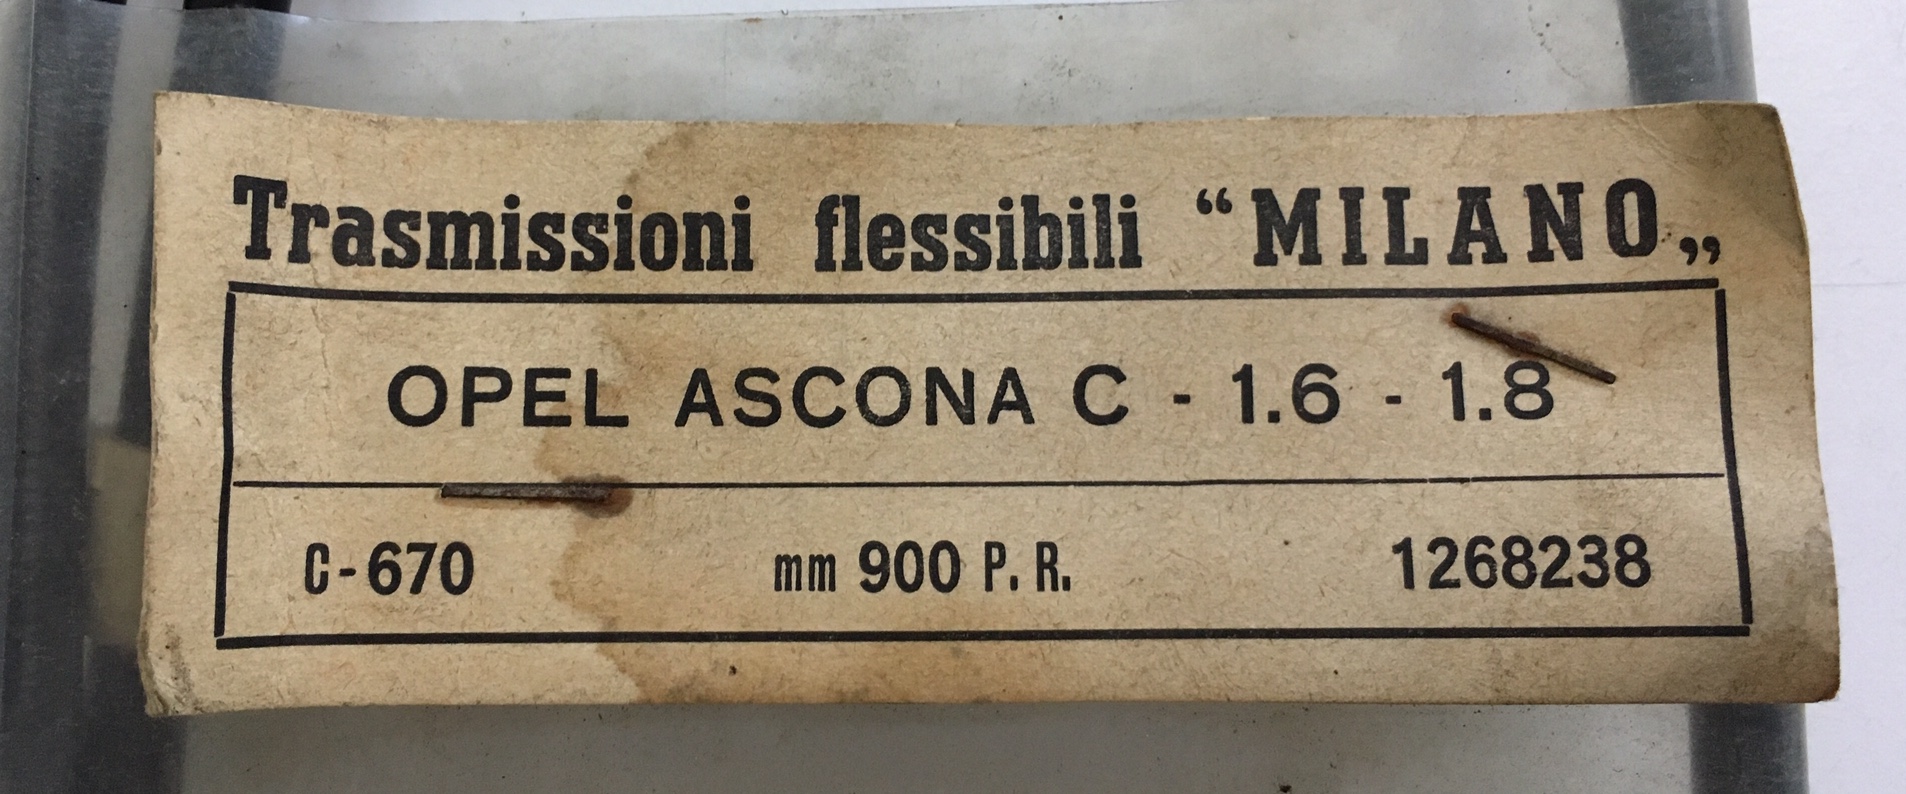 Trasmissioni flessibili “MILANO„
OPEL ASCONA C - 1.6 - 1.8
C-670 mm 900 P. R. 1268238